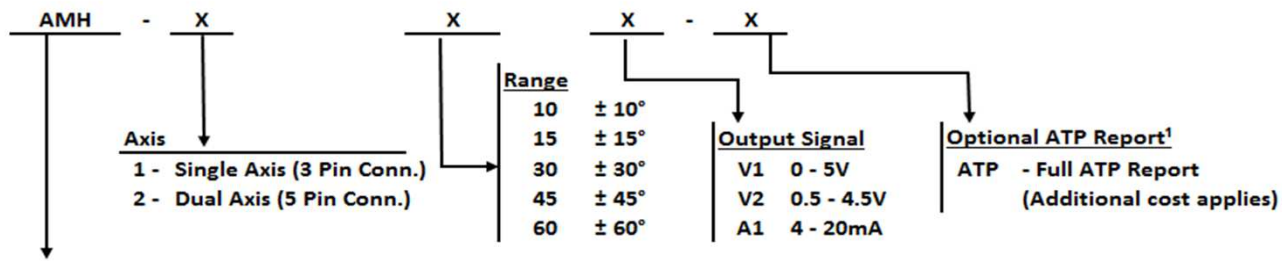 AMH - X X X - X
Range
10 ± 10°
15 ± 15°
30 ± 30°
45 ± 45°
60 ± 60°
Axis
1 - Single Axis (3 Pin Conn.)
2 - Dual Axis (5 Pin Conn.)
Output Signal
V1 0 - 5V
V2 0.5 - 4.5V
A1 4 - 20mA
Optional ATP Report¹
ATP - Full ATP Report
(Additional cost applies)